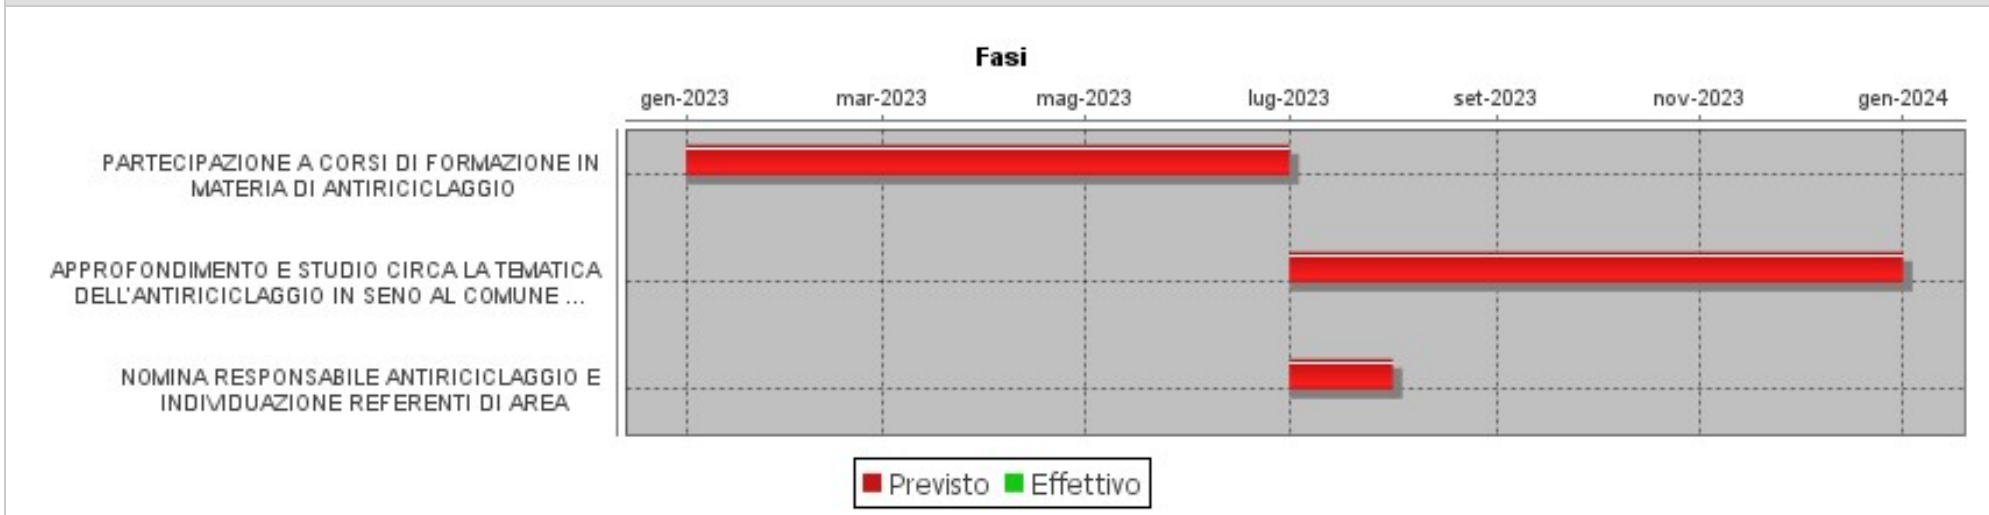 Fasi
gen-2023 mar-2023 mag-2023 lug-2023 set-2023 nov-2023 gen-2024
PARTECIPAZIONE A CORSI DI FORMAZIONE IN
MATERIA DI ANTIRICICLAGGIO
APPROFONDIMENTO E STUDIO CIRCA LA TEMATICA
DELL'ANTIRICICLAGGIO IN SENO AL COMUNE ...
NOMINA RESPONSABILE ANTIRICICLAGGIO E
INDIVIDUAZIONE REFERENTI DI AREA
Previsto Effettivo